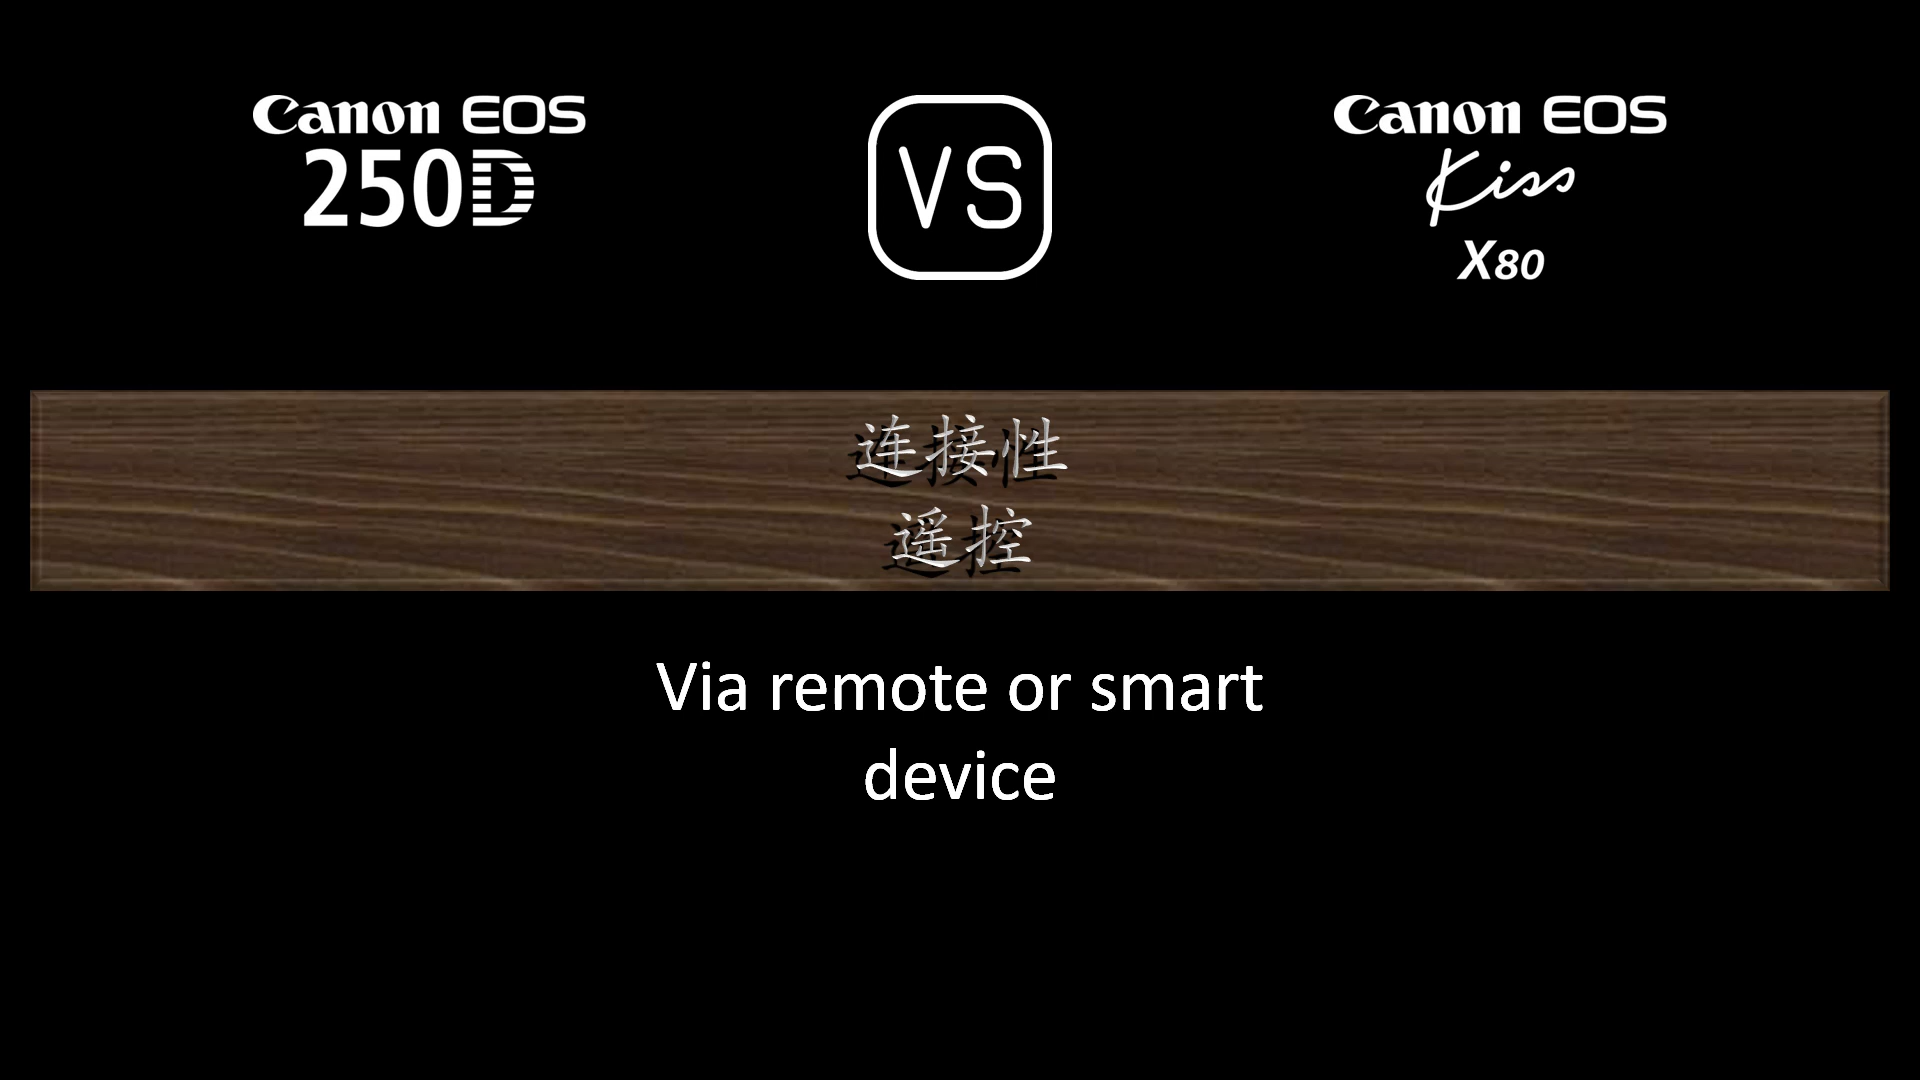 Canon EOS
250D
VS
Canon EOS
Kiss
X80
连接性
遥控
Via remote or smart
device